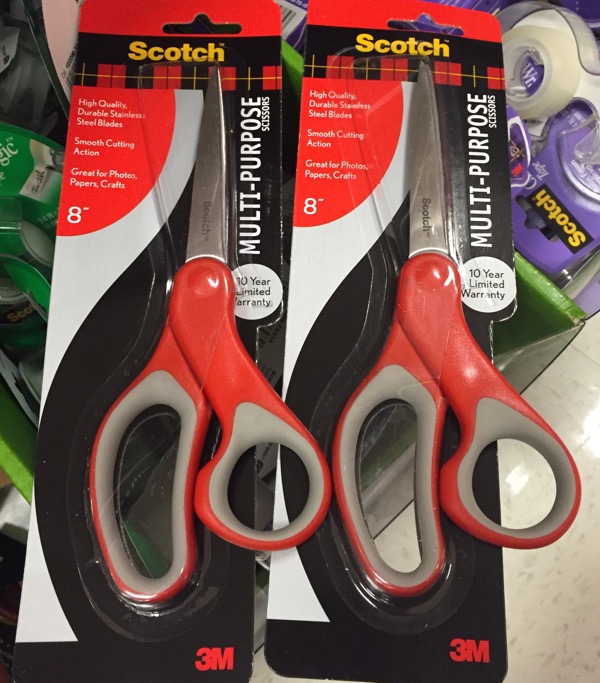 Scotch
High Quality,
Durable Stainless
Steel Blades
Smooth Cutting
Action
Great for Photos,
Papers, Crafts
8"
MULTI-PURPOSE
SCISSORS
Scotch
10 Year
Limited
Warranty
3M
Scotch
High Quality,
Durable Stainless
Steel Blades
Smooth Cutting
Action
Great for Photos,
Papers, Crafts
8"
MULTI-PURPOSE
SCISSORS
Scotch
10 Year
Limited
Warranty
3M
Scotch